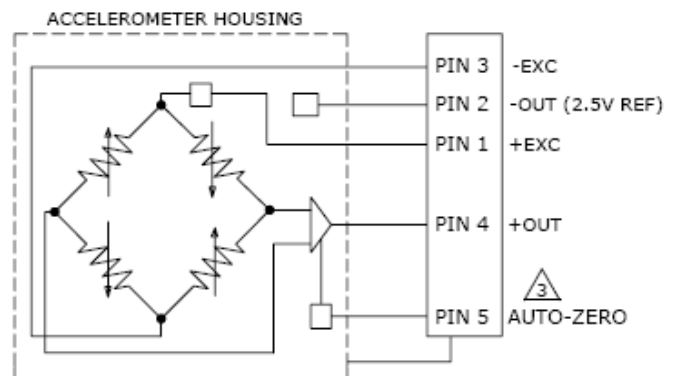 ACCELEROMETER HOUSING
PIN 3 -EXC
PIN 2 -OUT (2.5V REF)
PIN 1 +EXC
PIN 4 +OUT
3
PIN 5 AUTO-ZERO